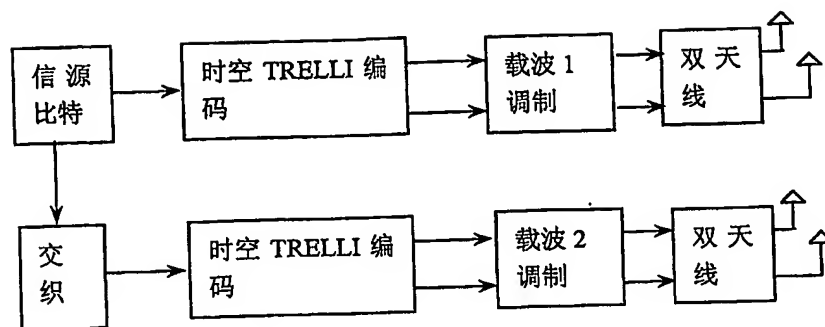 信 源
比特
时空 TRELLI 编
码
载波 1
调制
双 天
线
交
织
时空 TRELLI 编
码
载波 2
调制
双 天
线